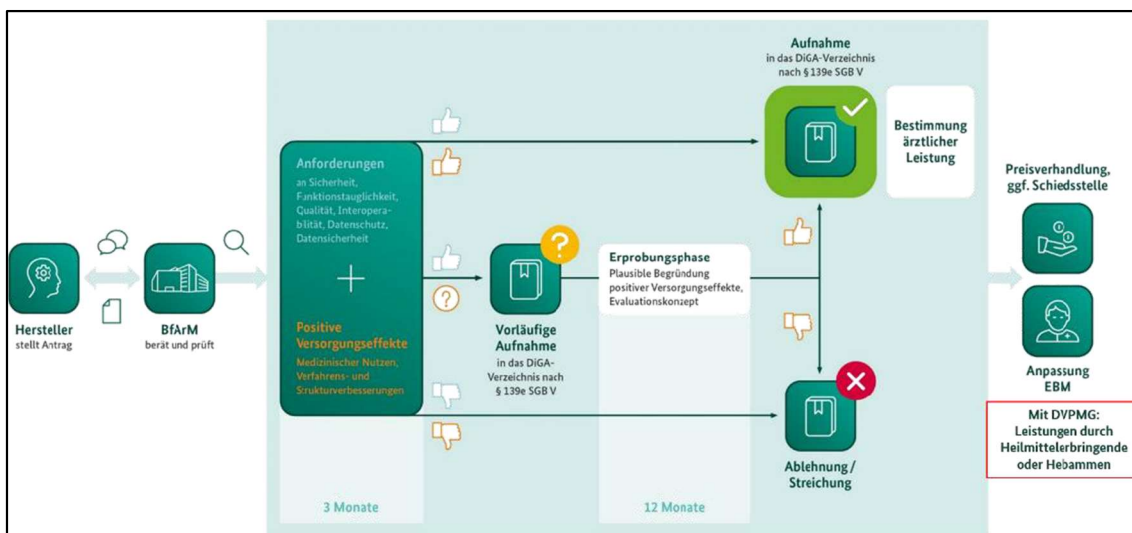 Hersteller
stellt Antrag
BfArM
berät und prüft
Anforderungen
an Sicherheit,
Funktionstauglichkeit,
Qualität, Interopera-
bilität, Datenschutz,
Datensicherheit
Positive
Versorgungseffekte
Medizinischer Nutzen,
Verfahrens- und
Strukturverbesserungen
3 Monate
?
?
Vorläufige
Aufnahme
in das DiGA-
Verzeichnis nach
§ 139e SGB V
Erprobungsphase
Plausible Begründung
positiver Versorgungseffekte,
Evaluationskonzept
12 Monate
Aufnahme
in das DiGA-Verzeichnis
nach § 139e SGB V
Bestimmung
ärztlicher
Leistung
Ablehnung /
Streichung
Preisverhandlung,
ggf. Schiedsstelle
Anpassung
EBM
Mit DVPMG:
Leistungen durch
Heilmittelerbringende
oder Hebammen